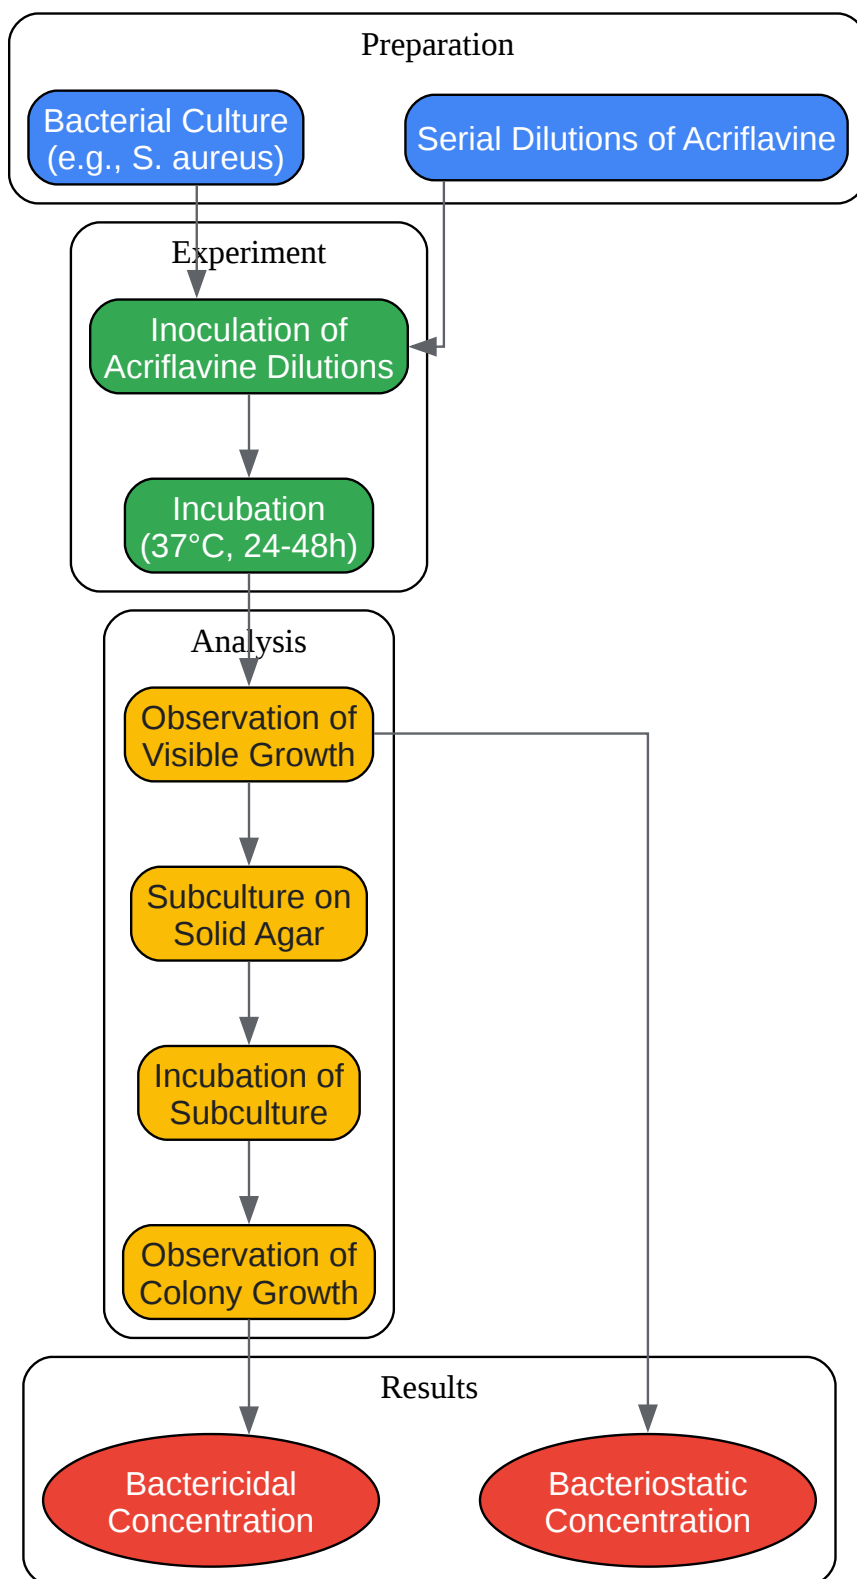 Preparation
Bacterial Culture
(e.g., S. aureus)
Serial Dilutions of Acriflavine
Experiment
Inoculation of
Acriflavine Dilutions
Incubation
(37°C, 24-48h)
Analysis
Observation of
Visible Growth
Subculture on
Solid Agar
Incubation of
Subculture
Observation of
Colony Growth
Results
Bactericidal
Concentration
Bacteriostatic
Concentration